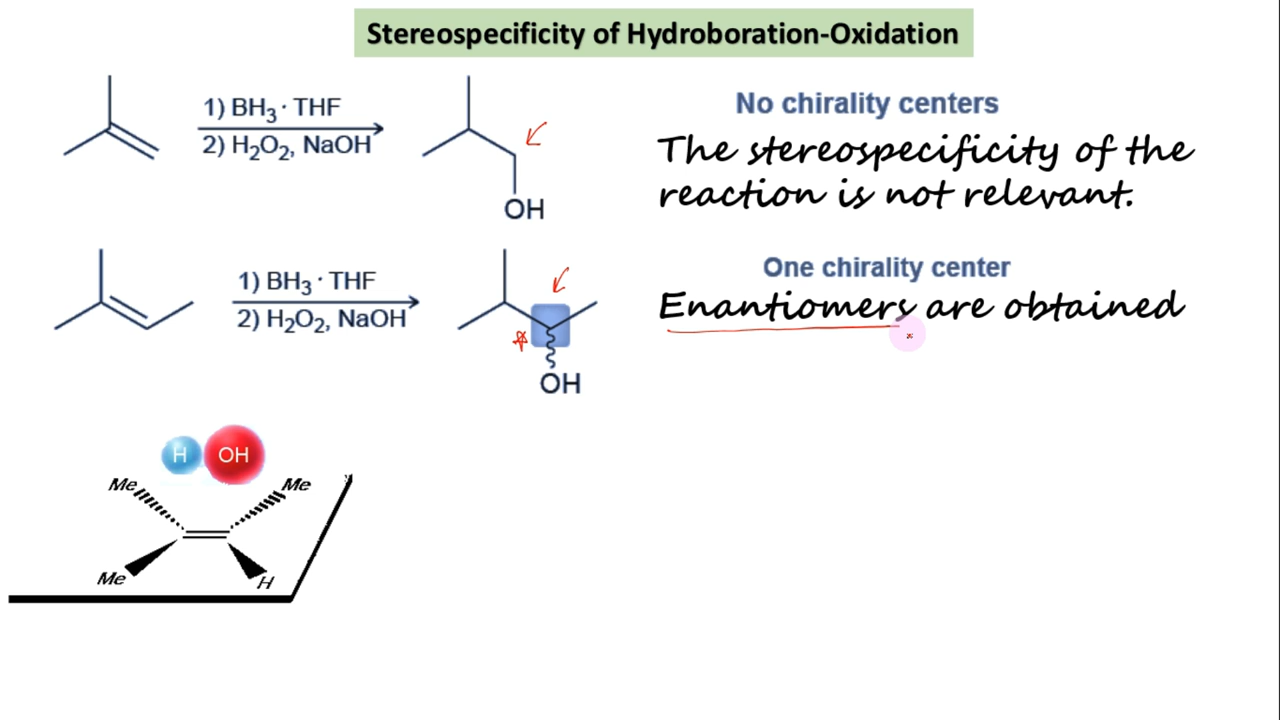 Stereospecificity of Hydroboration-Oxidation
1) BH₃ · THF
2) H₂O₂, NaOH
OH
No chirality centers
The stereospecificity of the
reaction is not relevant.
1) BH₃ · THF
2) H₂O₂, NaOH
OH
One chirality center
Enantiomers are obtained
H OH
Me Me
Me H